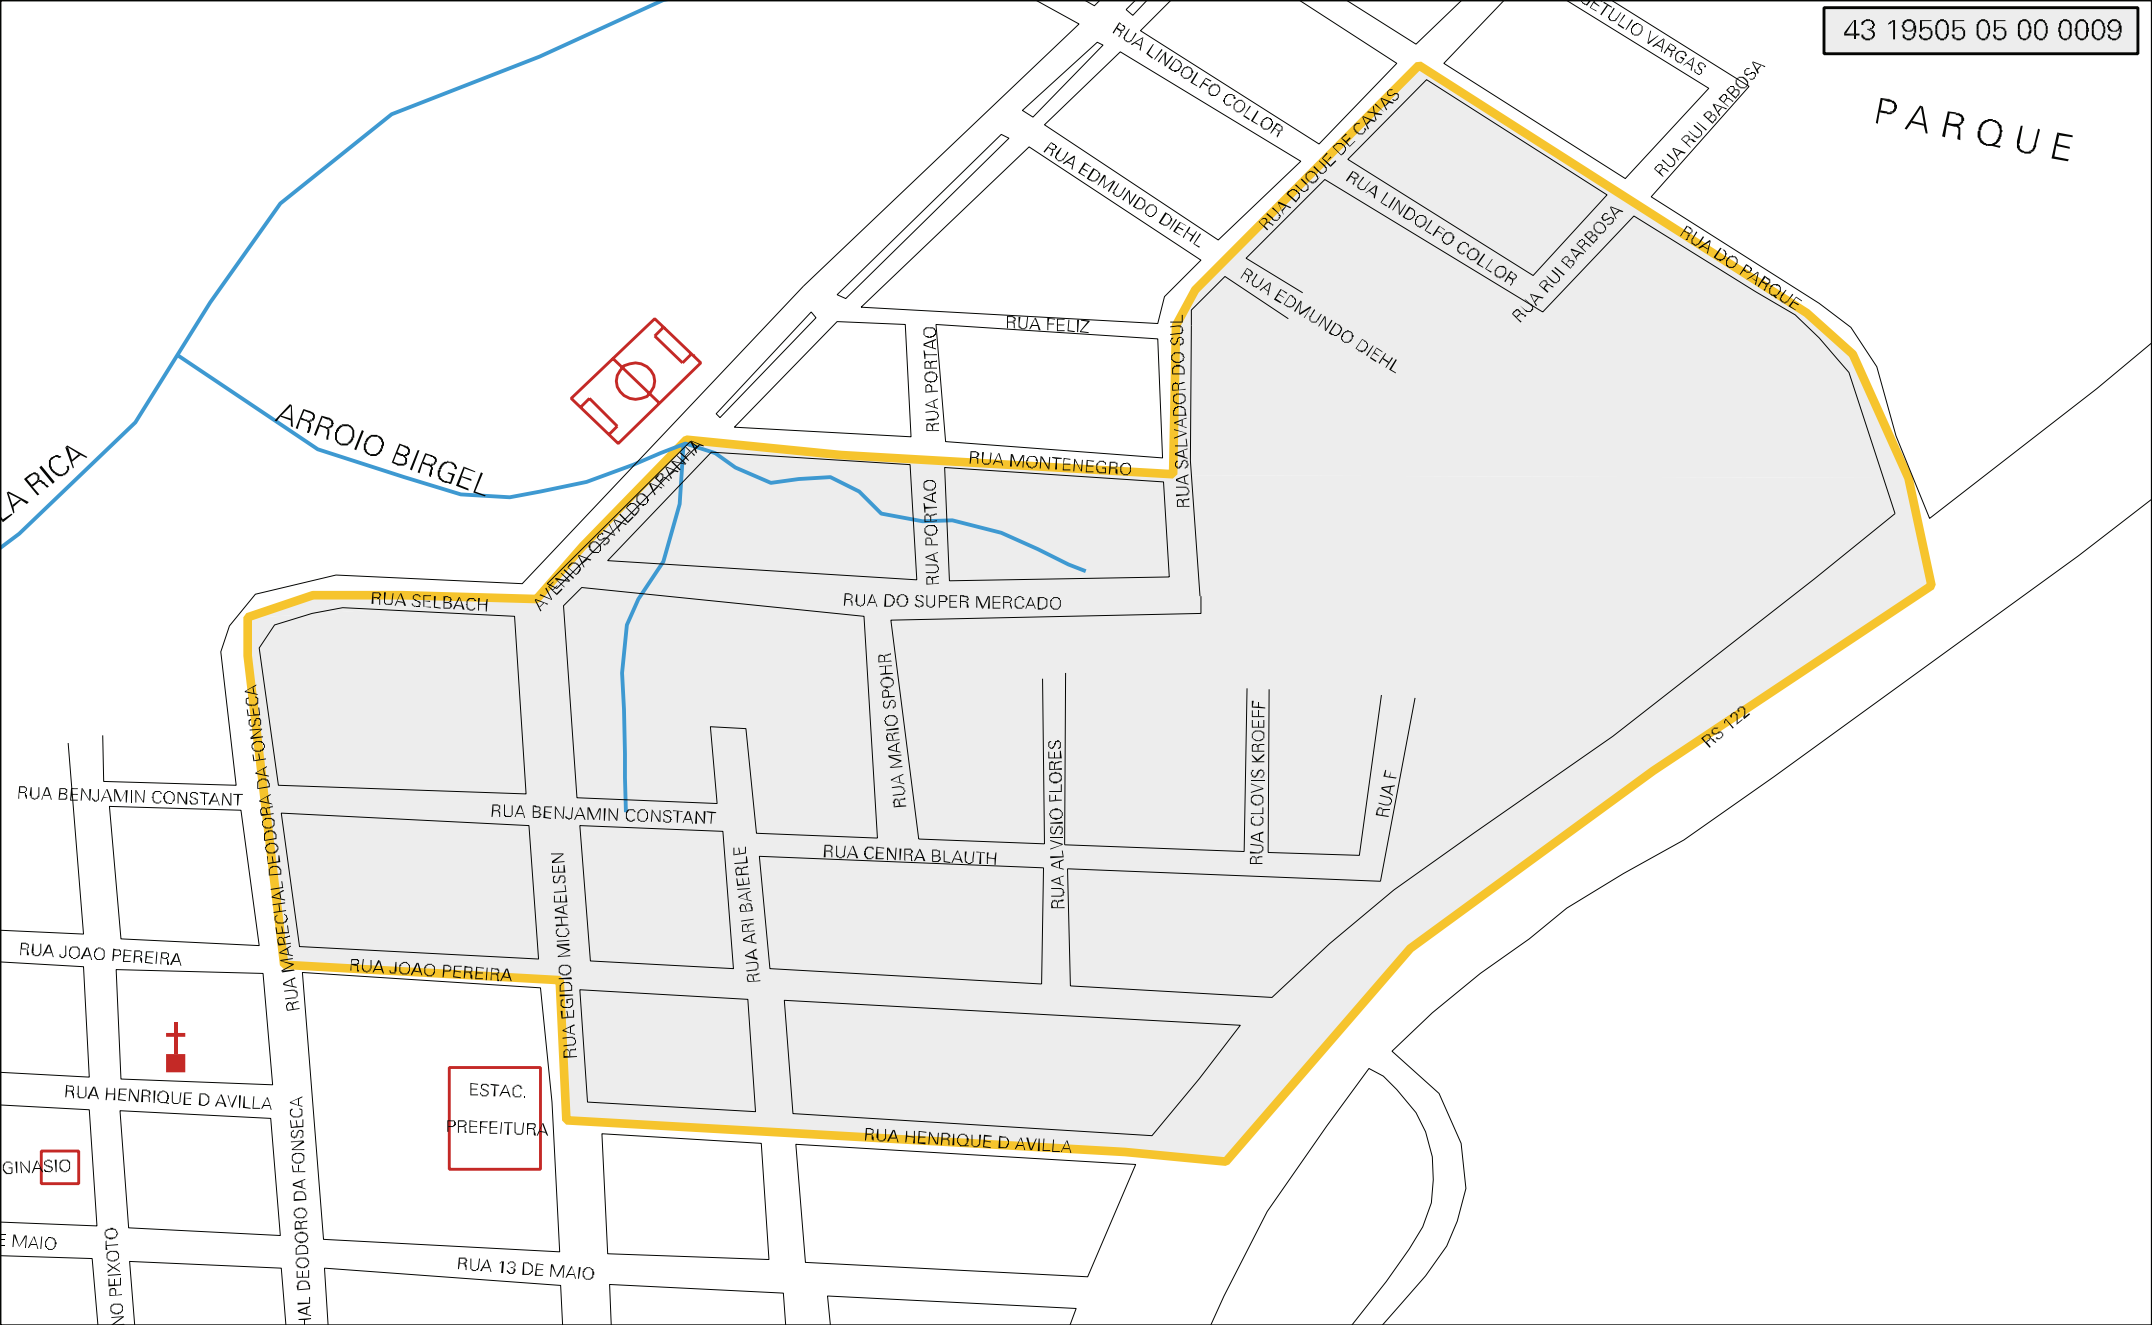 GETULIO VARGAS
43 19505 05 00 0009
RUA LINDOLFO COLLOR
RUA RUI BARBOSA
PARQUE
RUA DUQUE DE CAXIAS
RUA EDMUNDO DIEHL
RUA LINDOLFO COLLOR
RUA RUI BARBOSA
RUA DO PARQUE
RUA EDMUNDO DIEHL
RUA FELIZ
RUA PORTAO
RUA SALVADOR DO SUL
ARROIO BIRGEL
LA RICA
RUA MONTENEGRO
AVENIDA OSVALDO ARANHA
RUA PORTAO
RUA SELBACH
RUA DO SUPER MERCADO
RUA MARIO SPOHR
RUA MARECHAL DEODORA DA FONSECA
RUA ALVISIO FLORES
RUA CLOVIS KROEFF
RUA F
RS 122
RUA BENJAMIN CONSTANT
RUA BENJAMIN CONSTANT
RUA CENIRA BLAUTH
RUA ARI BAIERLE
RUA EGIDIO MICHAELSEN
RUA JOAO PEREIRA
RUA JOAO PEREIRA
RUA HENRIQUE D AVILLA
ESTAC.
PREFEITURA
RUA HENRIQUE D AVILLA
GINASIO
HAL DEODORO DA FONSECA
E MAIO
NO PEIXOTO
RUA 13 DE MAIO